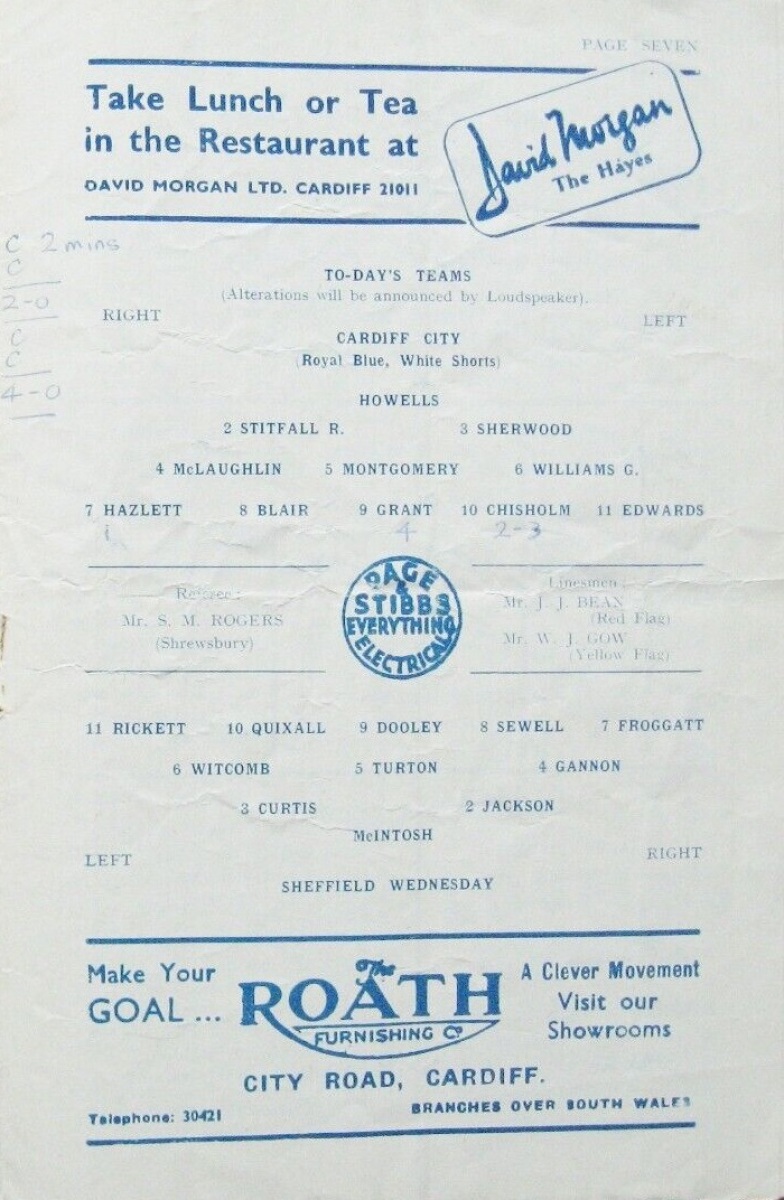 PAGE SEVEN
Take Lunch or Tea
in the Restaurant at
DAVID MORGAN LTD. CARDIFF 21011
David Morgan
The Hayes
C 2 mins
C
2-0
C
C
4-0
TO-DAY'S TEAMS
(Alterations will be announced by Loudspeaker).
RIGHT LEFT
CARDIFF CITY
(Royal Blue, White Shorts)
HOWELLS
2 STITFALL R. 3 SHERWOOD
4 McLAUGHLIN 5 MONTGOMERY 6 WILLIAMS G.
7 HAZLETT 8 BLAIR 9 GRANT 10 CHISHOLM 11 EDWARDS
1 4 2-3
Referee:
Mr. S. M. ROGERS
(Shrewsbury)
PAGE
&
STIBBS
EVERYTHING
ELECTRICAL
Linesmen:
Mr. J. J. BEAN
(Red Flag)
Mr. W. J. GOW
(Yellow Flag)
11 RICKETT 10 QUIXALL 9 DOOLEY 8 SEWELL 7 FROGGATT
6 WITCOMB 5 TURTON 4 GANNON
3 CURTIS 2 JACKSON
McINTOSH
LEFT RIGHT
SHEFFIELD WEDNESDAY
Make Your
GOAL ...
The
ROATH
FURNISHING Co
A Clever Movement
Visit our
Showrooms
CITY ROAD, CARDIFF.
Telephone: 30421 BRANCHES OVER SOUTH WALES